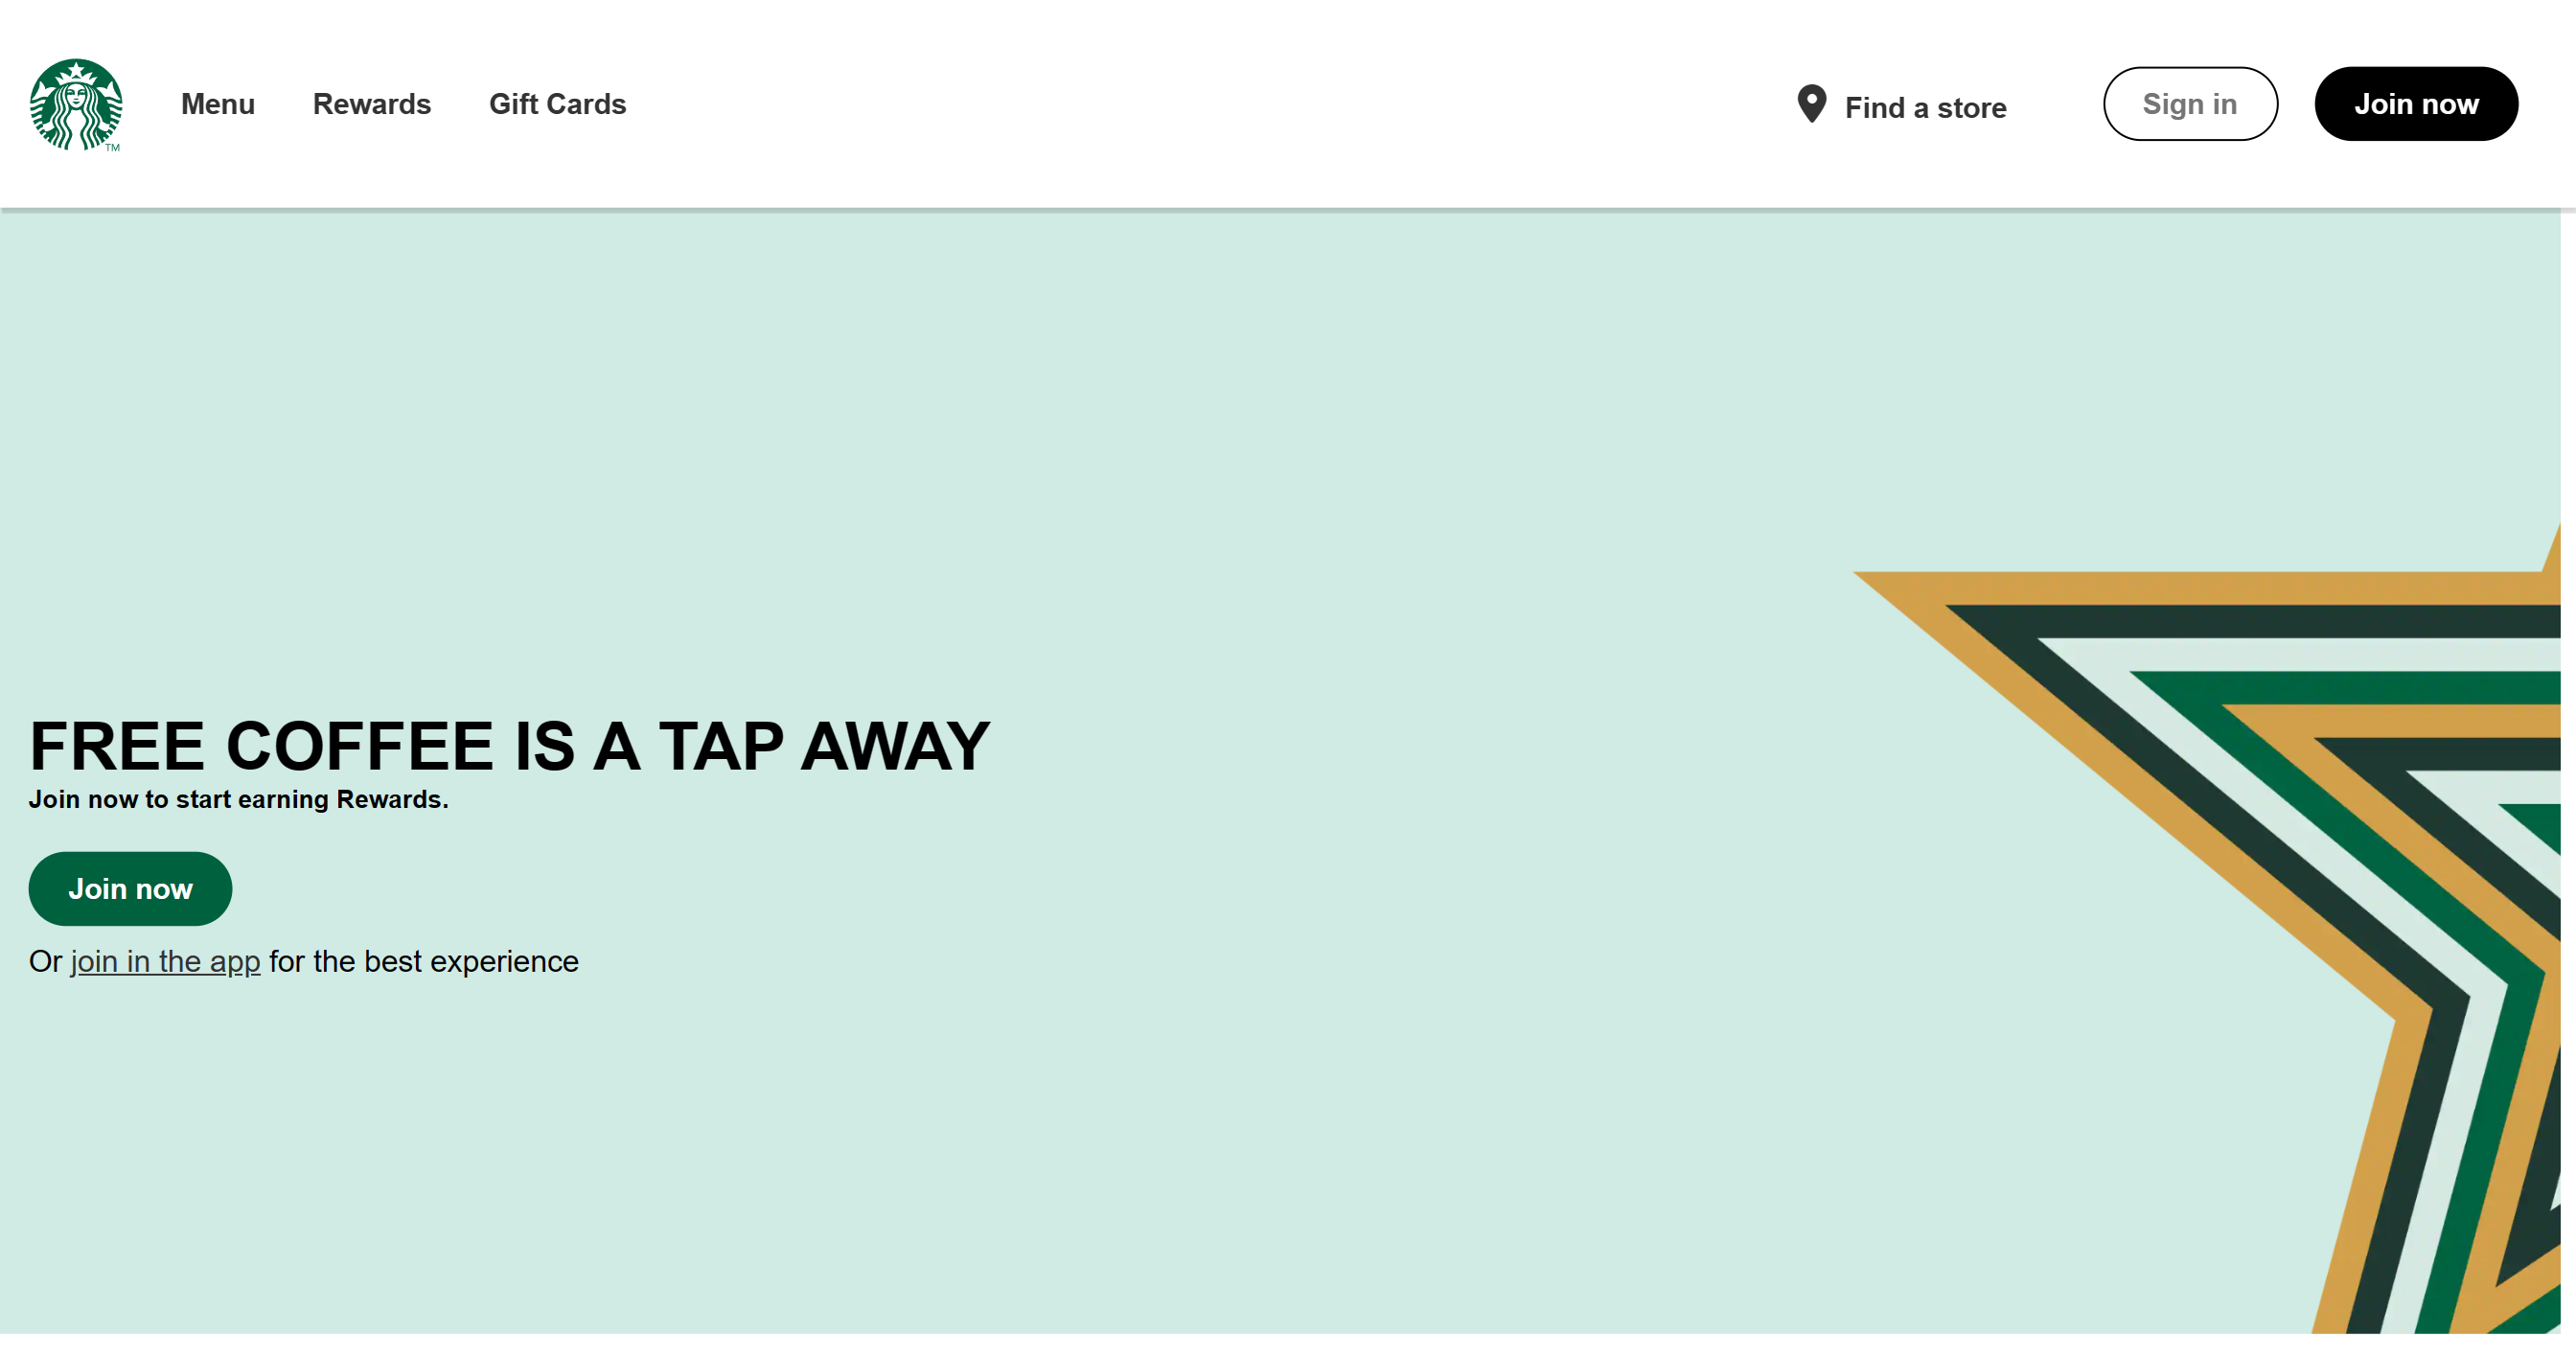 TM
Menu
Rewards
Gift Cards
Find a store
Sign in
Join now
FREE COFFEE IS A TAP AWAY
Join now to start earning Rewards.
Join now
Or join in the app for the best experience